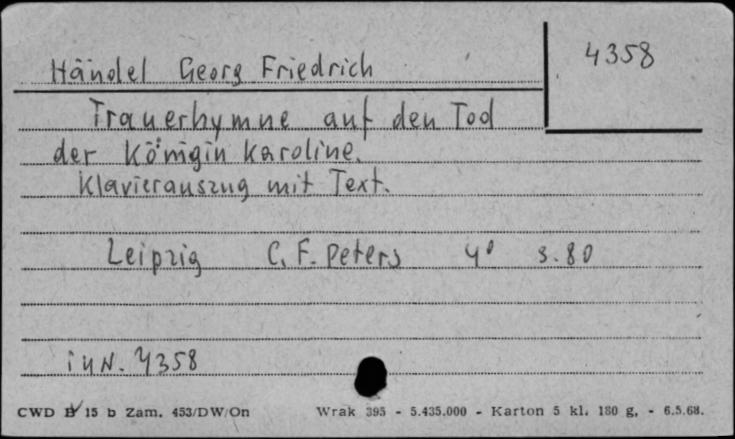 Händel Georg Friedrich
4358
Trauerhymne auf den Tod
der Königin Karoline.
Klavierauszug mit Text.
Leipzig C. F. Peters 4° s. 80
inN. 4358
CWD B/ 15 b Zam. 453/DW/On Wrak 395 - 5.435.000 - Karton 5 kl. 180 g. - 6.5.68.